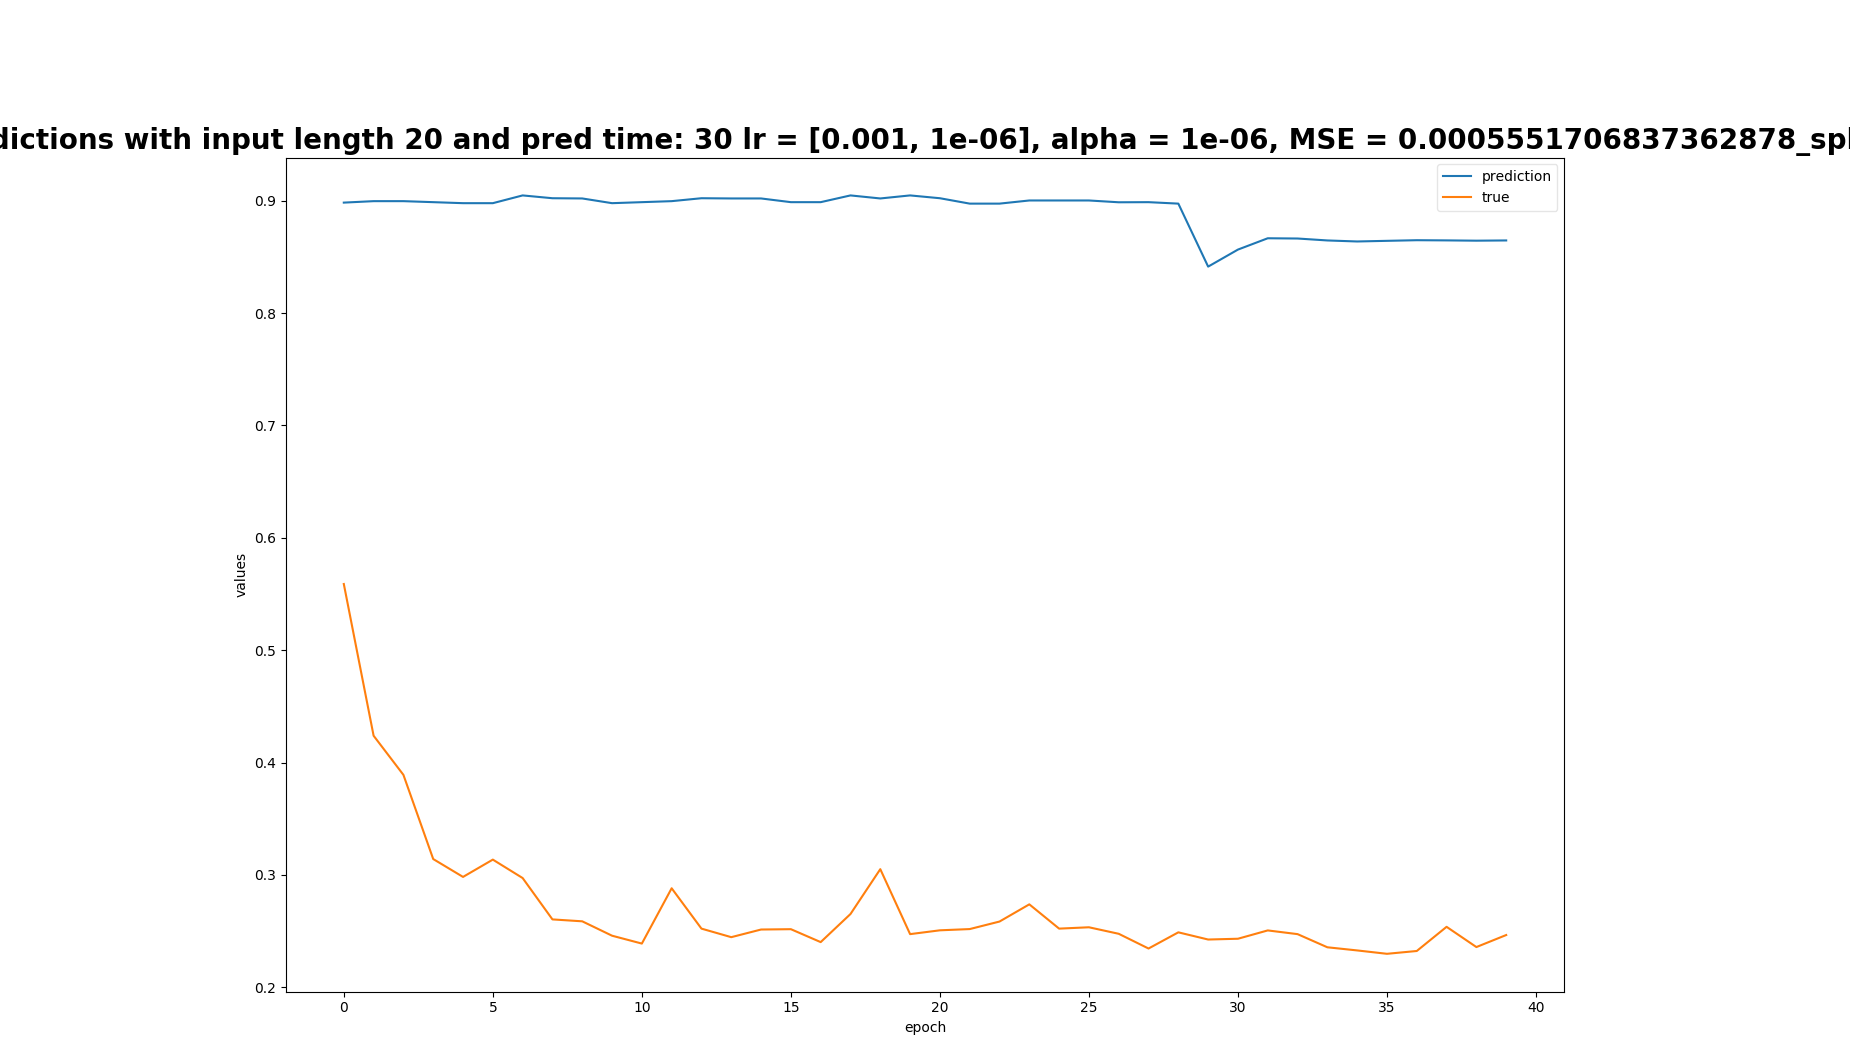 dictions with input length 20 and pred time: 30 lr = [0.001, 1e-06], alpha = 1e-06, MSE = 0.0005551706837362878_spl
prediction
true
0.9
0.8
0.7
0.6
0.5
0.4
0.3
0.2
values
0 5 10 15 20 25 30 35 40
epoch